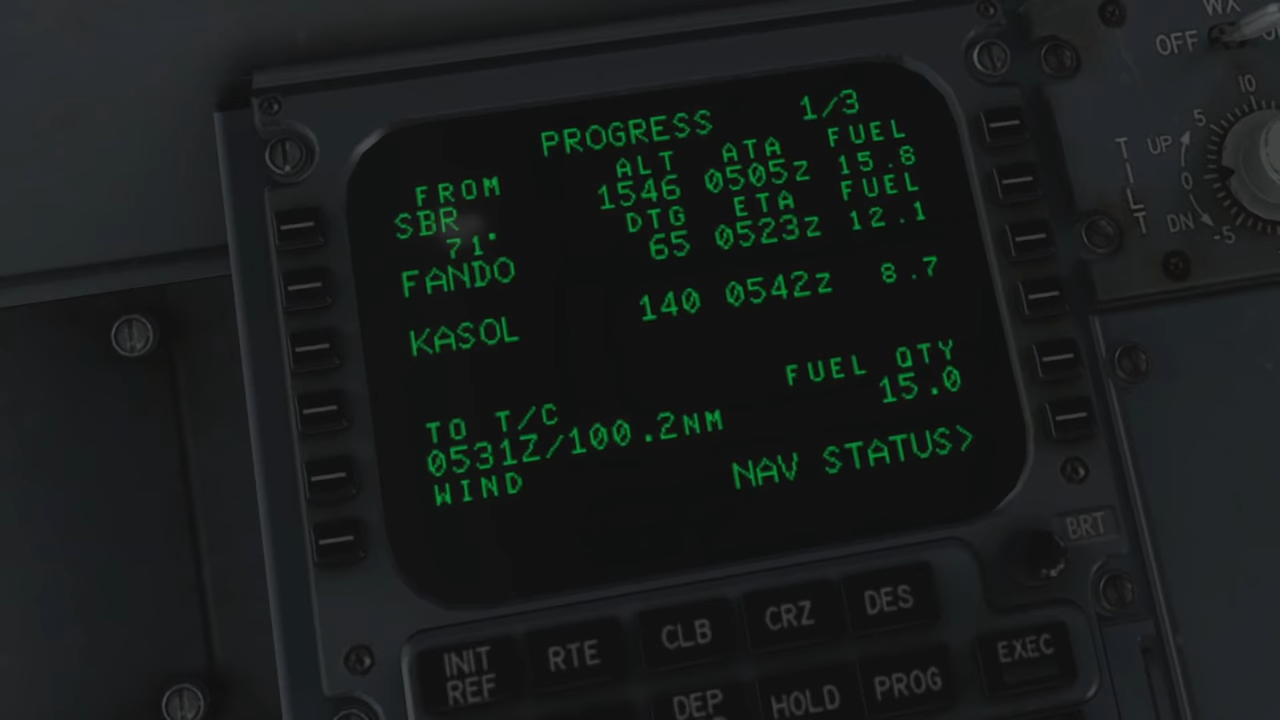 PROGRESS 1/3
FROM ALT ATA FUEL
SBR 1546 0505z 15.8
71° DTG ETA FUEL
FANDO 65 0523z 12.1
KASOL 140 0542z 8.7
FUEL QTY
TO T/C 15.0
0531Z/100.2NM
WIND NAV STATUS>
BRT
INIT REF RTE CLB CRZ DES
DEP HOLD PROG EXEC
WX
OFF
10
5
UP
0
DN
-5
TILT